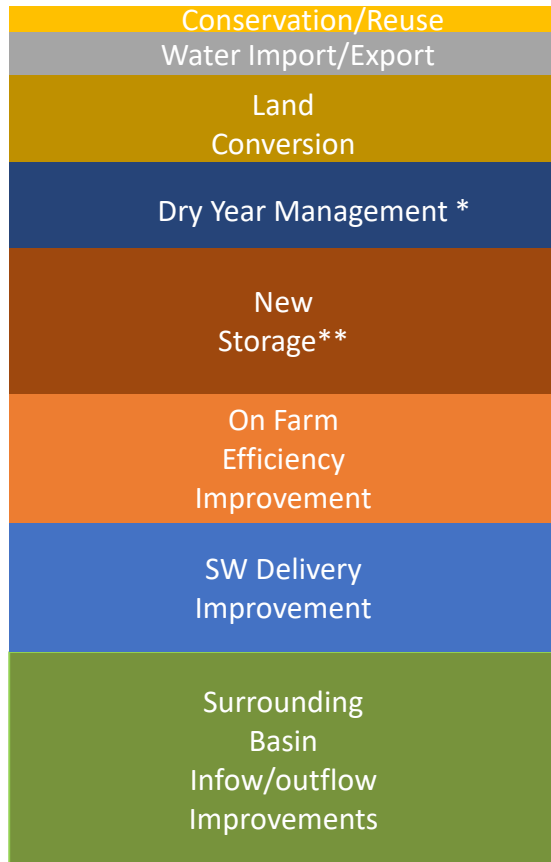 Conservation/Reuse
Water Import/Export
Land
Conversion
Dry Year Management *
New
Storage**
On Farm
Efficiency
Improvement
SW Delivery
Improvement
Surrounding
Basin
Infow/outflow
Improvements